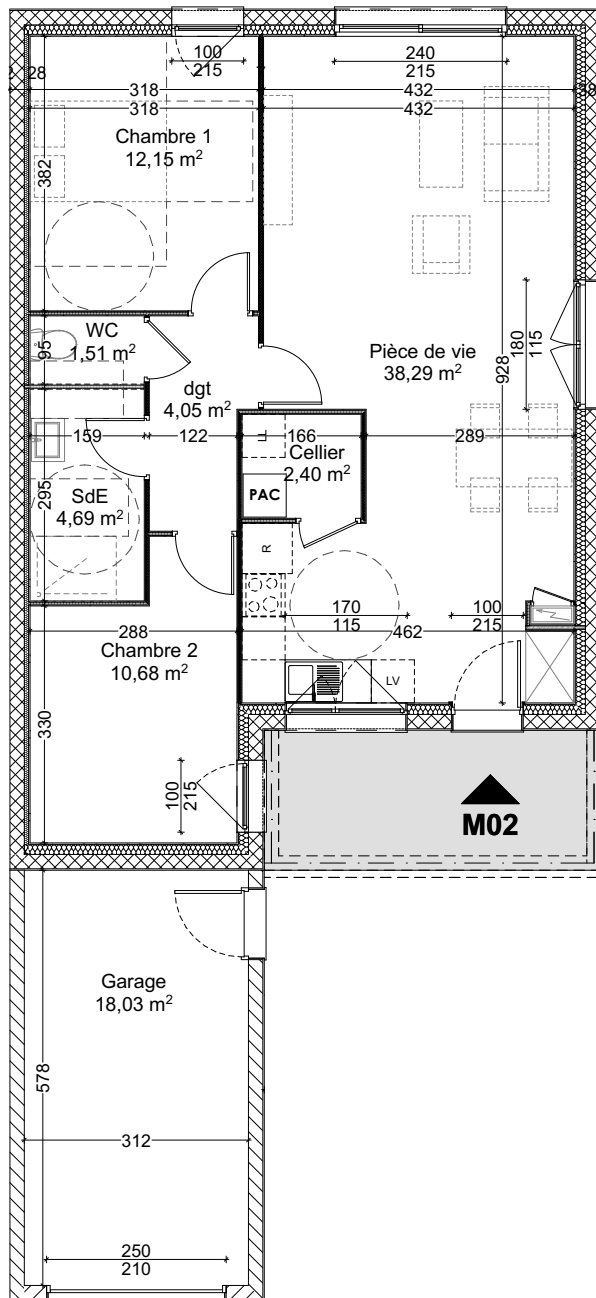 100
215
240
215
28
318
432
38
318
432
Chambre 1
12,15 m²
382
WC
1,51 m²
95
dgt
4,05 m²
Pièce de vie
38,29 m²
928
180
115
159
122
LL
166
289
Cellier
2,40 m²
PAC
SdE
4,69 m²
295
R
170
115
100
215
288
462
Chambre 2
10,68 m²
LV
330
100
215
M02
Garage
18,03 m²
578
312
250
210